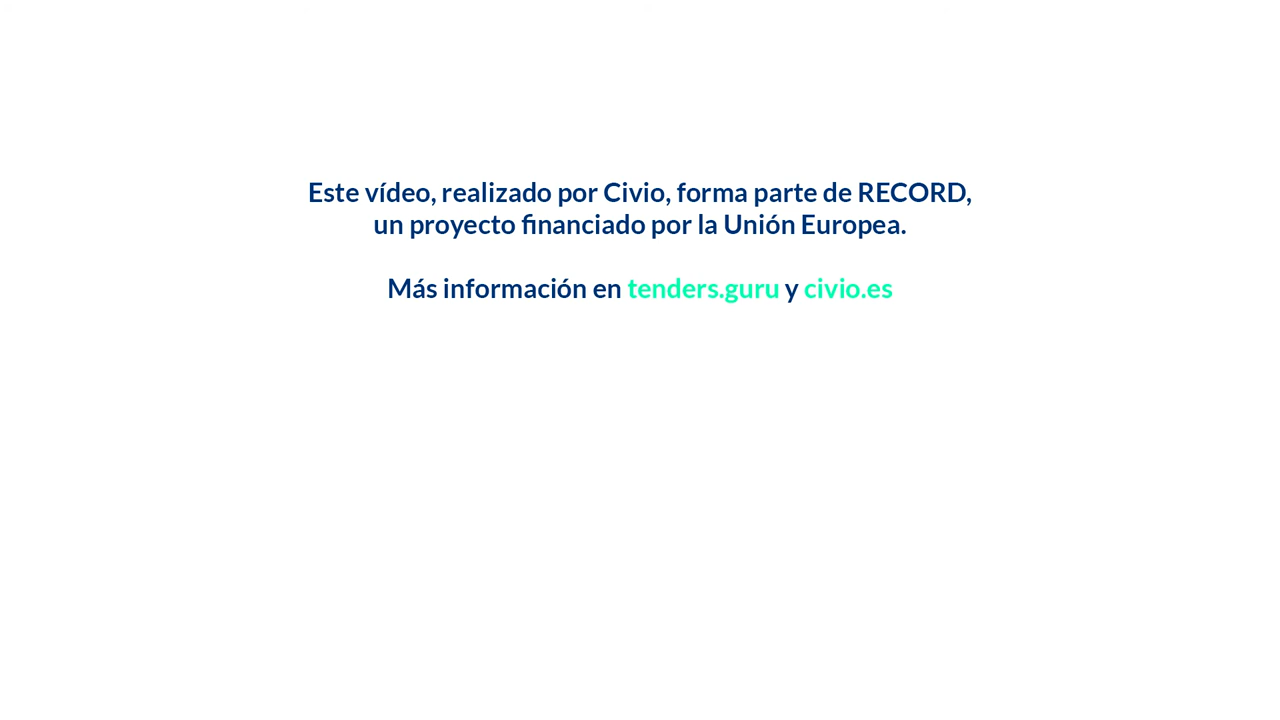 Este vídeo, realizado por Civio, forma parte de RECORD,
un proyecto financiado por la Unión Europea.
Más información en tenders.guru y civio.es